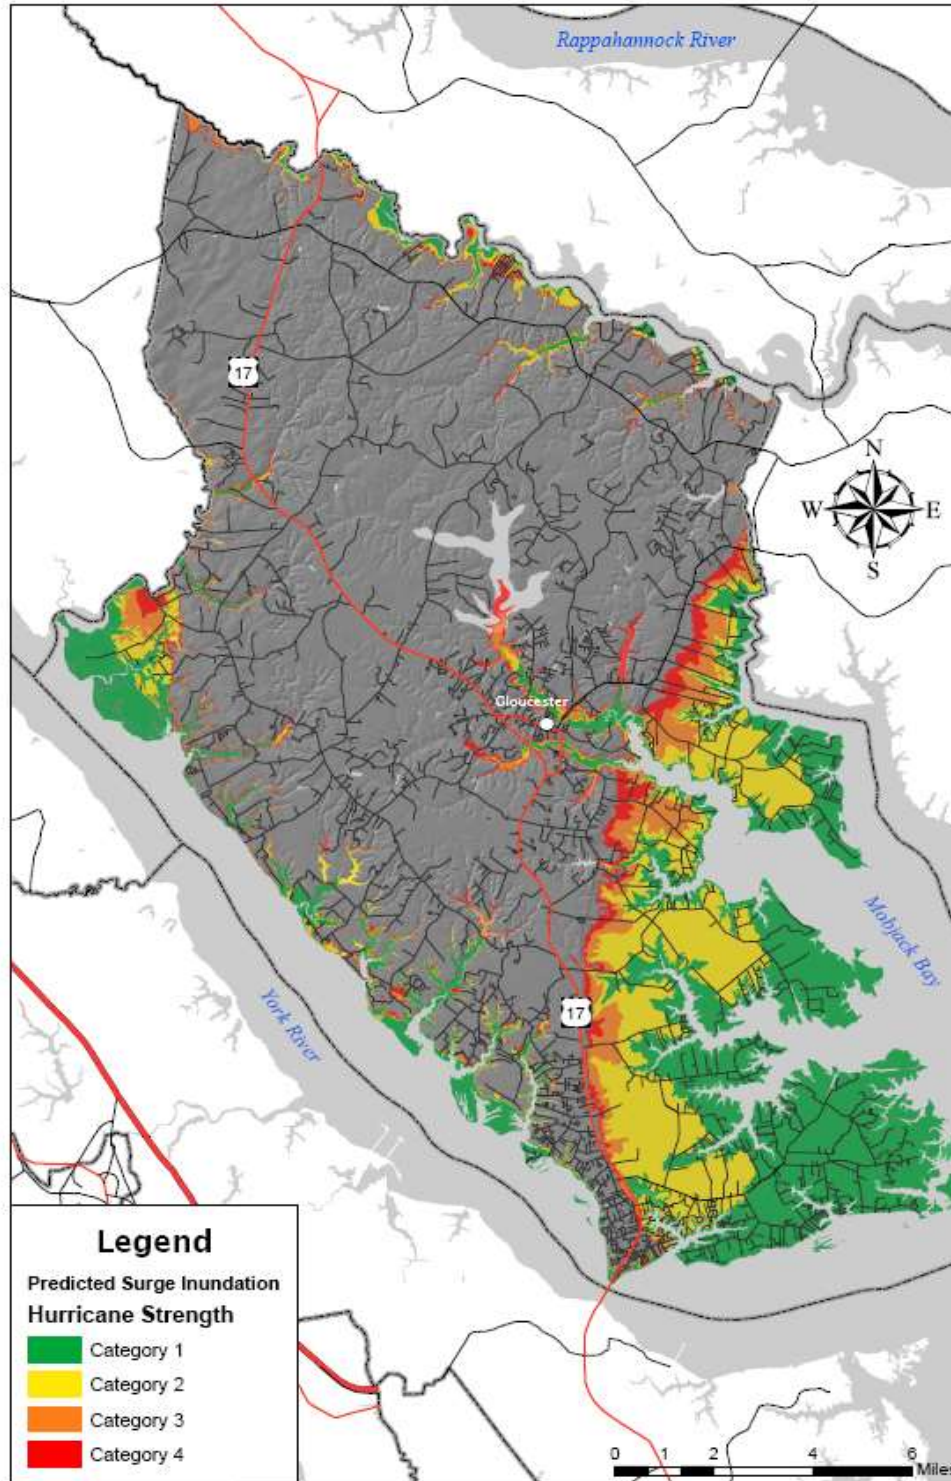 Rappahannock River
17
N
W E
S
Gloucester
Mobjack Bay
17
York River
Legend
Predicted Surge Inundation
Hurricane Strength
Category 1
Category 2
Category 3
Category 4
0 1 2 4 6
Miles